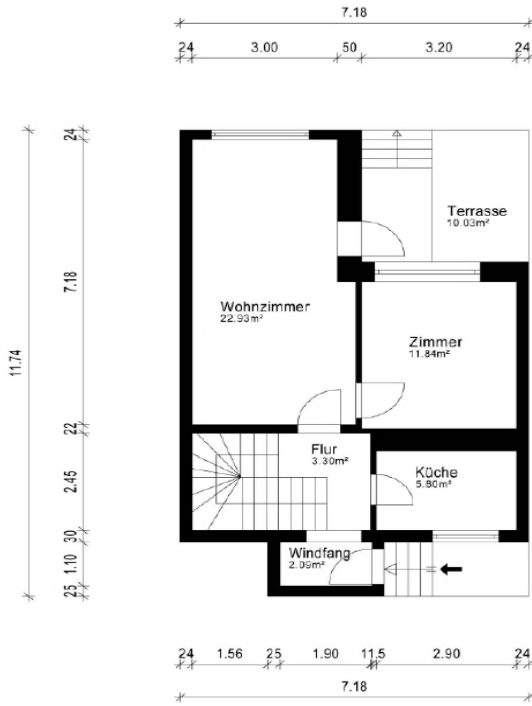 7.18
24 3.00 50 3.20 24
24
7.18
11.74
22
2.45
30
1.10
25
Terrasse
10.03m²
Wohnzimmer
22.93m²
Zimmer
11.84m²
Flur
3.30m²
Küche
5.80m²
Windfang
2.09m²
24 1.56 25 1.90 11.5 2.90 24
7.18